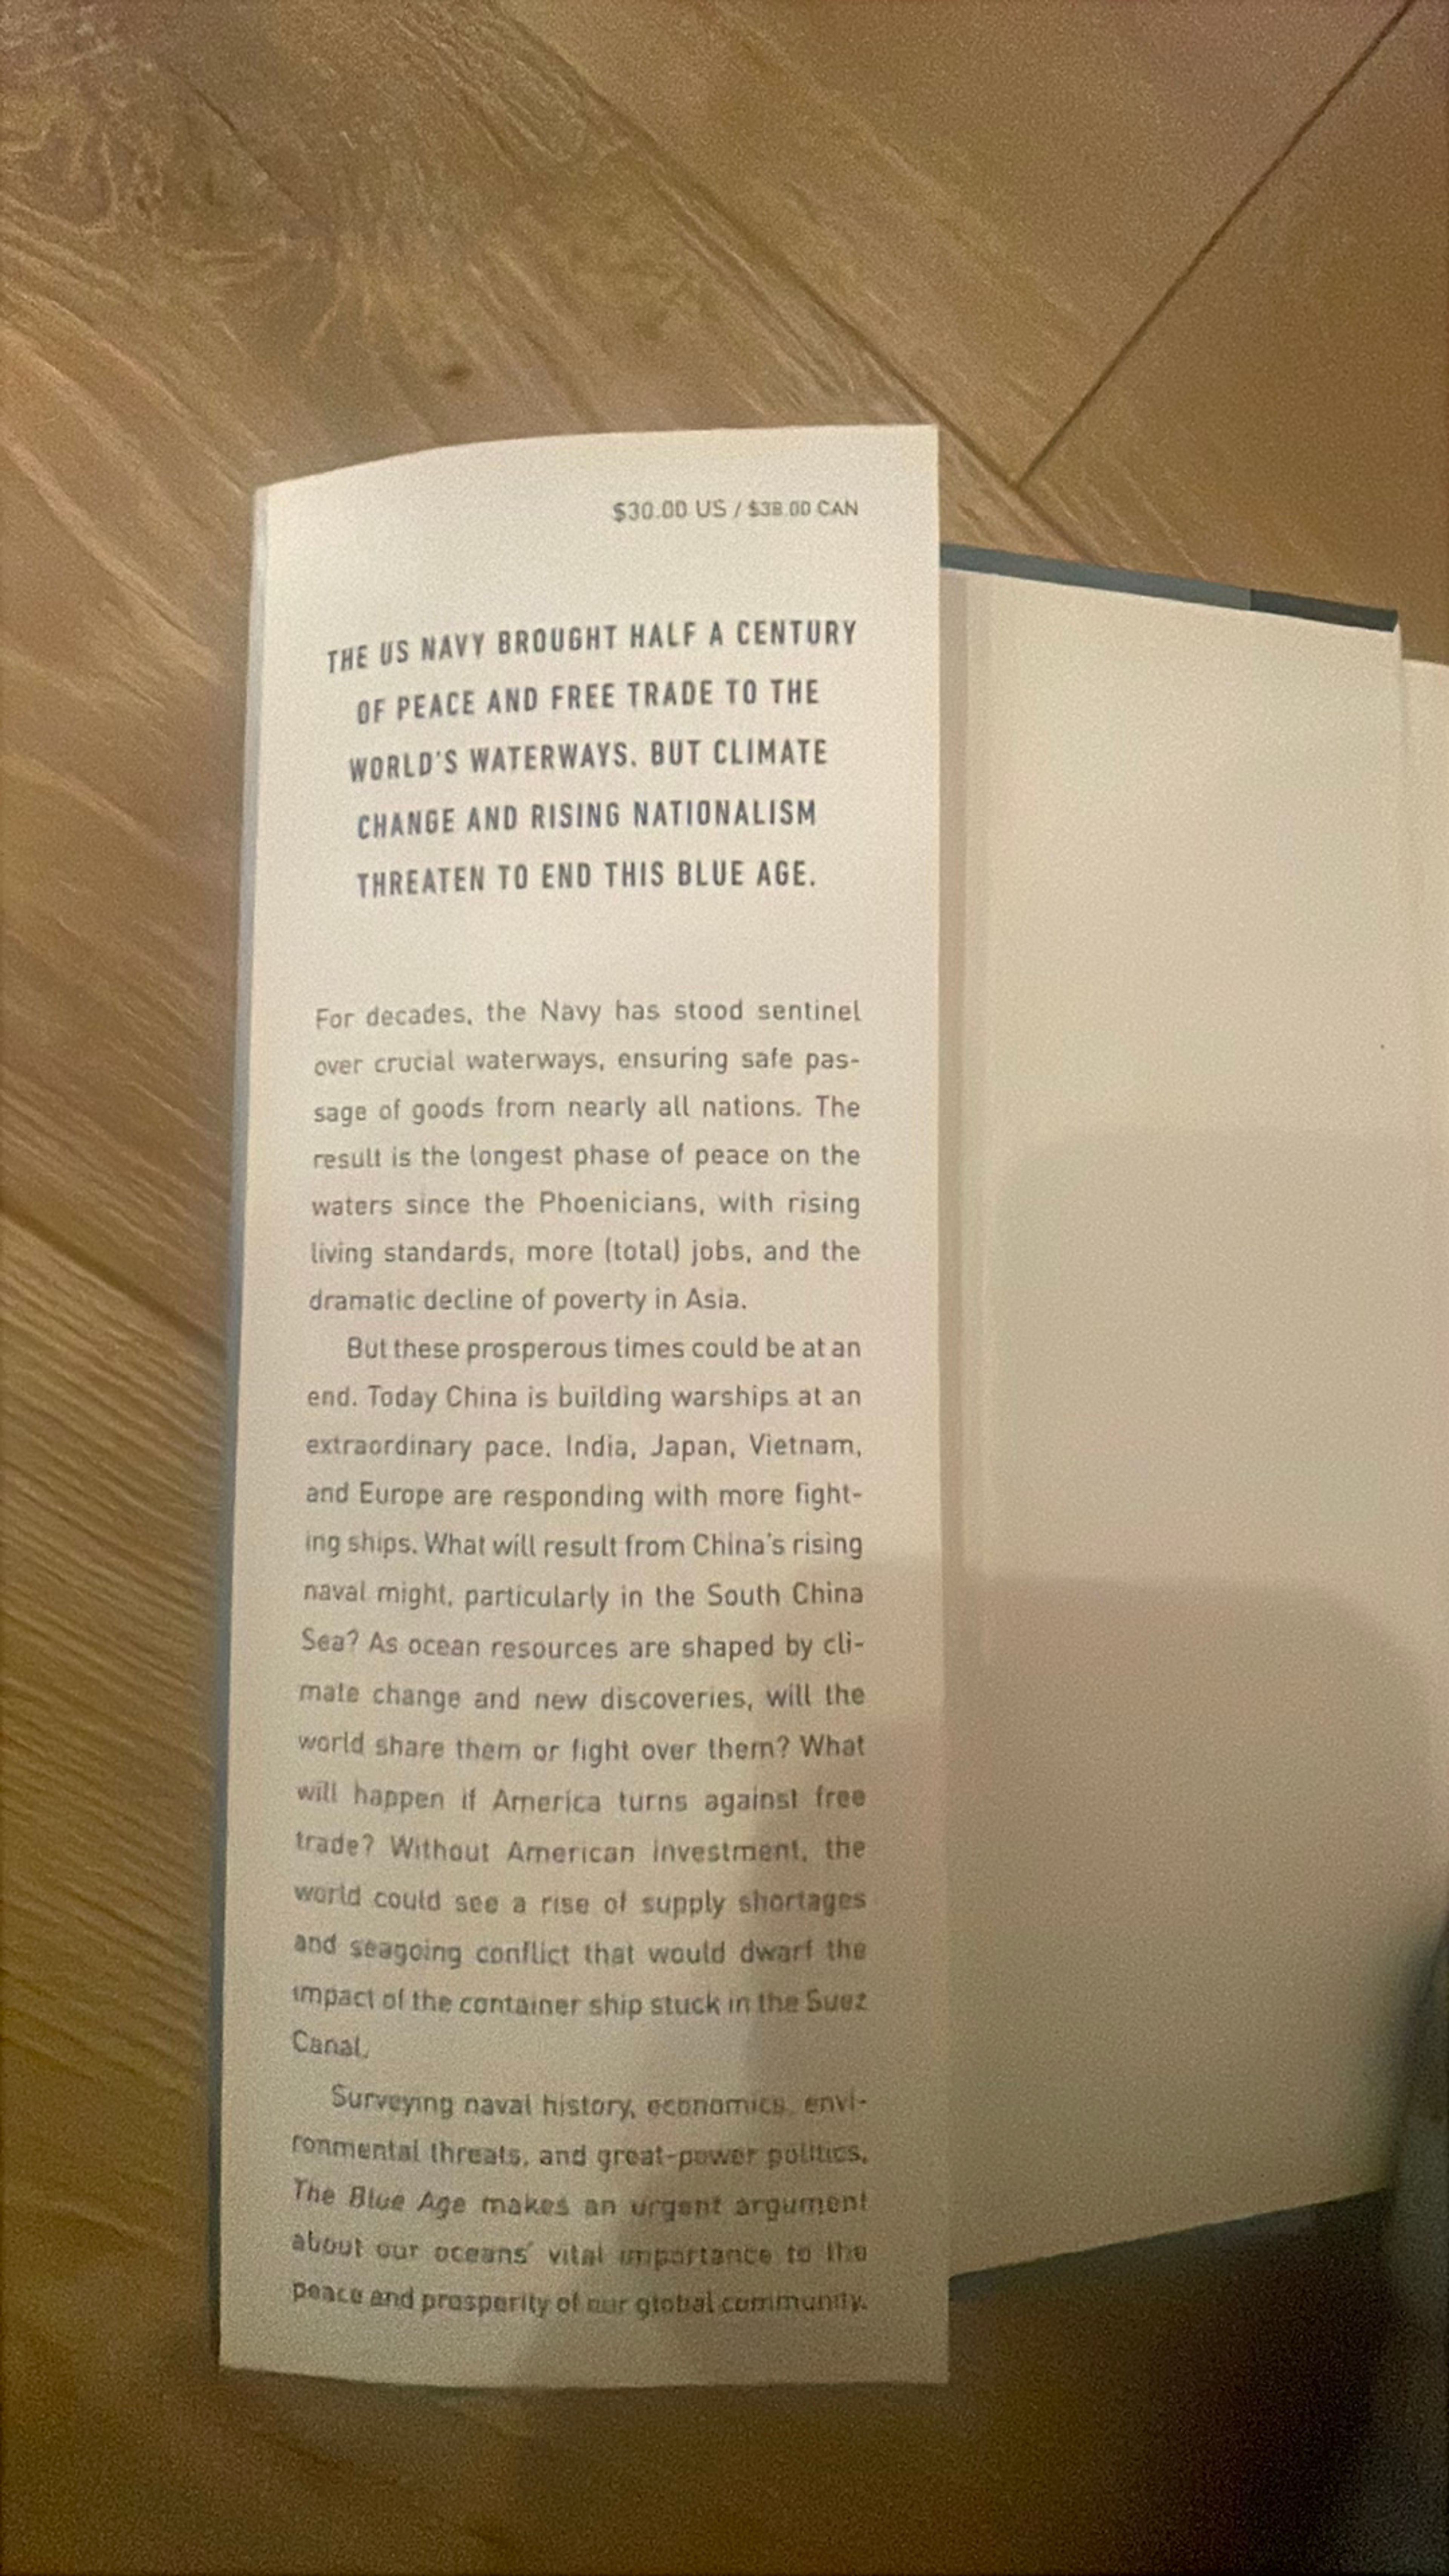 $30.00 US / $38.00 CAN
THE US NAVY BROUGHT HALF A CENTURY
OF PEACE AND FREE TRADE TO THE
WORLD'S WATERWAYS. BUT CLIMATE
CHANGE AND RISING NATIONALISM
THREATEN TO END THIS BLUE AGE.
For decades, the Navy has stood sentinel
over crucial waterways, ensuring safe pas-
sage of goods from nearly all nations. The
result is the longest phase of peace on the
waters since the Phoenicians, with rising
living standards, more (total) jobs, and the
dramatic decline of poverty in Asia.
But these prosperous times could be at an
end. Today China is building warships at an
extraordinary pace. India, Japan, Vietnam,
and Europe are responding with more fight-
ing ships. What will result from China's rising
naval might, particularly in the South China
Sea? As ocean resources are shaped by cli-
mate change and new discoveries, will the
world share them or fight over them? What
will happen if America turns against free
trade? Without American investment, the
world could see a rise of supply shortages
and seagoing conflict that would dwarf the
impact of the container ship stuck in the Suez
Canal.
Surveying naval history, economics, envi-
ronmental threats, and great-power politics,
The Blue Age makes an urgent argument
about our oceans' vital importance to the
peace and prosperity of our global community.